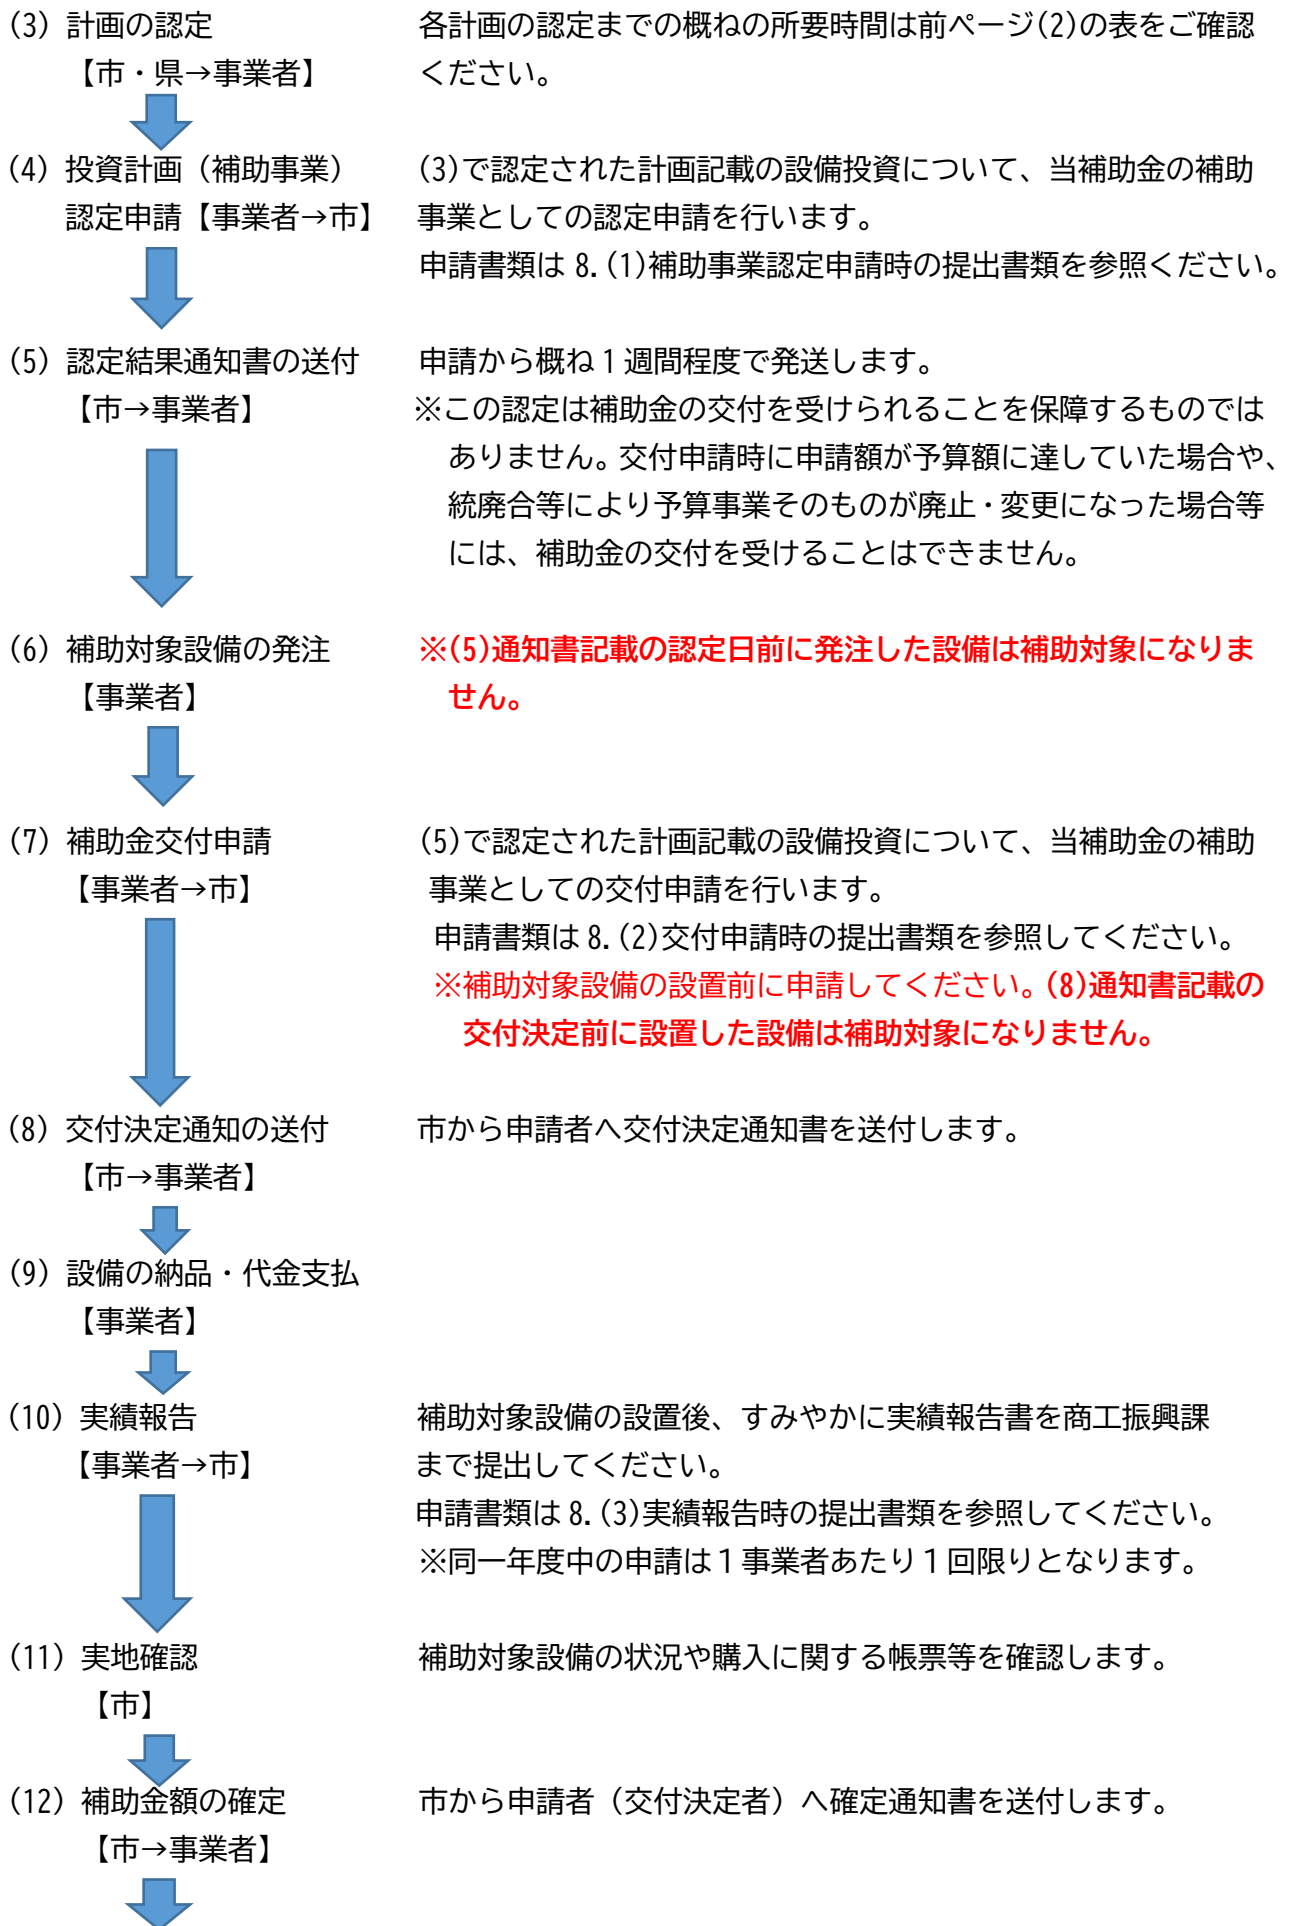 (3) 計画の認定 各計画の認定までの概ねの所要時間は前ページ(2)の表をご確認
【市・県→事業者】 ください。
(4) 投資計画（補助事業） (3)で認定された計画記載の設備投資について、当補助金の補助
認定申請【事業者→市】 事業としての認定申請を行います。
申請書類は 8.(1)補助事業認定申請時の提出書類を参照ください。
(5) 認定結果通知書の送付 申請から概ね１週間程度で発送します。
【市→事業者】 ※この認定は補助金の交付を受けられることを保障するものでは
ありません。交付申請時に申請額が予算額に達していた場合や、
統廃合等により予算事業そのものが廃止・変更になった場合等
には、補助金の交付を受けることはできません。
(6) 補助対象設備の発注 ※(5)通知書記載の認定日前に発注した設備は補助対象になりま
【事業者】 せん。
(7) 補助金交付申請 (5)で認定された計画記載の設備投資について、当補助金の補助
【事業者→市】 事業としての交付申請を行います。
申請書類は 8.(2)交付申請時の提出書類を参照してください。
※補助対象設備の設置前に申請してください。(8)通知書記載の
交付決定前に設置した設備は補助対象になりません。
(8) 交付決定通知の送付 市から申請者へ交付決定通知書を送付します。
【市→事業者】
(9) 設備の納品・代金支払
【事業者】
(10) 実績報告 補助対象設備の設置後、すみやかに実績報告書を商工振興課
【事業者→市】 まで提出してください。
申請書類は 8.(3)実績報告時の提出書類を参照してください。
※同一年度中の申請は１事業者あたり１回限りとなります。
(11) 実地確認 補助対象設備の状況や購入に関する帳票等を確認します。
【市】
(12) 補助金額の確定 市から申請者（交付決定者）へ確定通知書を送付します。
【市→事業者】